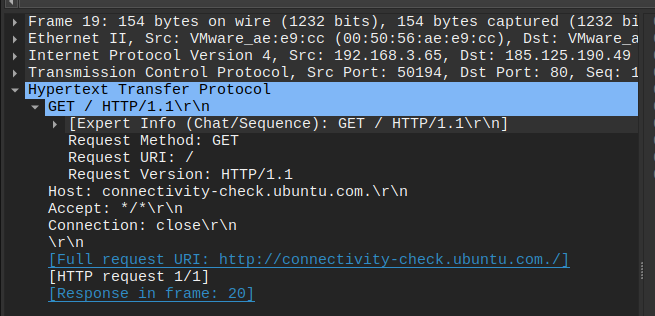 Frame 19: 154 bytes on wire (1232 bits), 154 bytes captured (1232 bi
Ethernet II, Src: VMware_ae:e9:cc (00:50:56:ae:e9:cc), Dst: VMware_a
Internet Protocol Version 4, Src: 192.168.3.65, Dst: 185.125.190.49
Transmission Control Protocol, Src Port: 50194, Dst Port: 80, Seq: 1
Hypertext Transfer Protocol
GET / HTTP/1.1\r\n
[Expert Info (Chat/Sequence): GET / HTTP/1.1\r\n]
Request Method: GET
Request URI: /
Request Version: HTTP/1.1
Host: connectivity-check.ubuntu.com.\r\n
Accept: */*\r\n
Connection: close\r\n
\r\n
[Full request URI: http://connectivity-check.ubuntu.com./]
[HTTP request 1/1]
[Response in frame: 20]